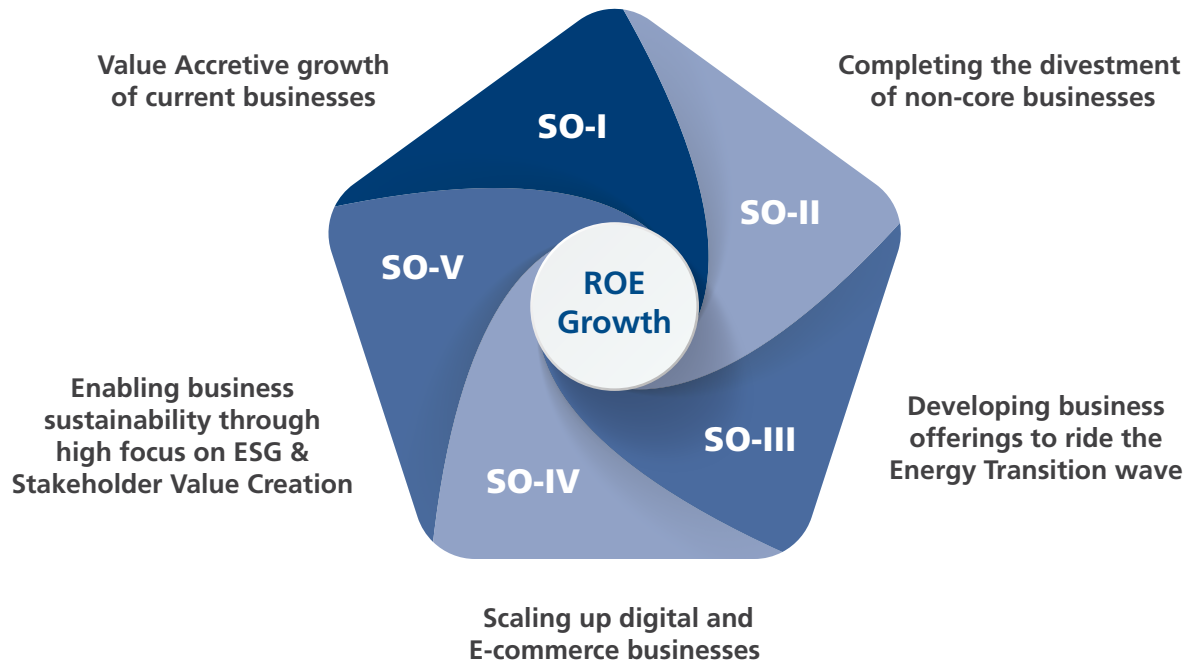 Value Accretive growth
of current businesses
SO-I
Completing the divestment
of non-core businesses
SO-II
SO-V
ROE
Growth
Enabling business
sustainability through
high focus on ESG &
Stakeholder Value Creation
SO-III
Developing business
offerings to ride the
Energy Transition wave
SO-IV
Scaling up digital and
E-commerce businesses